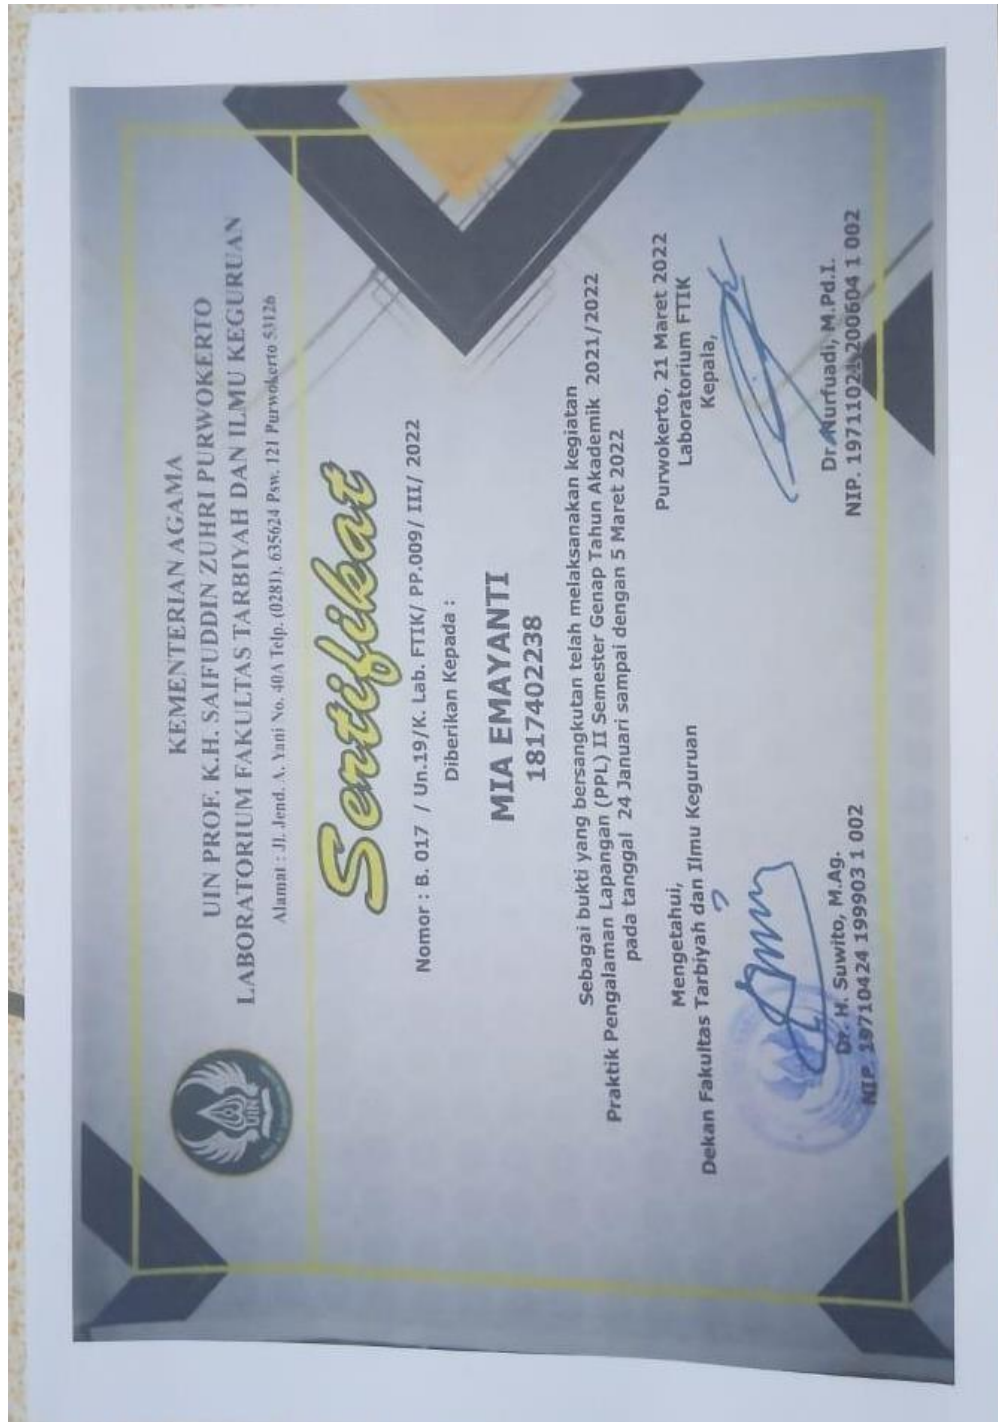 KEMENTERIAN AGAMA
UIN PROF. K.H. SAIFUDDIN ZUHRI PURWOKERTO
LABORATORIUM FAKULTAS TARBIYAH DAN ILMU KEGURUAN
Alamat : Jl. Jend. A. Yani No. 40A Telp. (0281). 635624 Psw. 121 Purwokerto 53126
Sertifikat
Nomor : B. 017 / Un.19/K. Lab. FTIK/ PP.009/ III/ 2022
Diberikan Kepada :
MIA EMAYANTI
1817402238
Sebagai bukti yang bersangkutan telah melaksanakan kegiatan
Praktik Pengalaman Lapangan (PPL) II Semester Genap Tahun Akademik 2021/2022
pada tanggal 24 Januari sampai dengan 5 Maret 2022
Mengetahui,
Dekan Fakultas Tarbiyah dan Ilmu Keguruan
Dr. H. Suwito, M.Ag.
NIP. 19710424 199903 1 002
Purwokerto, 21 Maret 2022
Laboratorium FTIK
Kepala,
Dr. Nurfuadi, M.Pd.I.
NIP. 19711021 200604 1 002
UIN